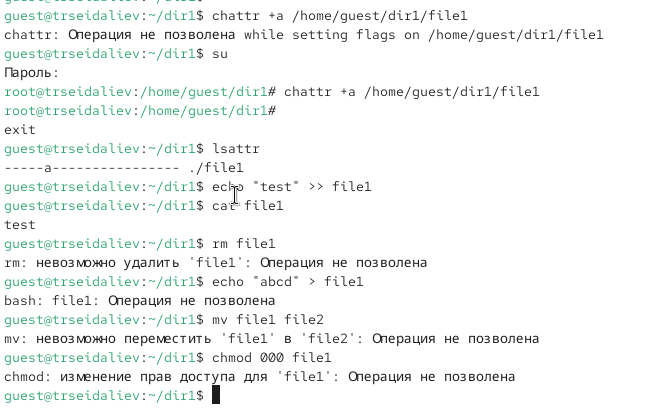 guest@trseidaliev:~/dir1$ chattr +a /home/guest/dir1/file1
chattr: Операция не позволена while setting flags on /home/guest/dir1/file1
guest@trseidaliev:~/dir1$ su
Пароль:
root@trseidaliev:/home/guest/dir1# chattr +a /home/guest/dir1/file1
root@trseidaliev:/home/guest/dir1#
exit
guest@trseidaliev:~/dir1$ lsattr
-----a---------------- ./file1
guest@trseidaliev:~/dir1$ echo "test" >> file1
guest@trseidaliev:~/dir1$ cat file1
test
guest@trseidaliev:~/dir1$ rm file1
rm: невозможно удалить 'file1': Операция не позволена
guest@trseidaliev:~/dir1$ echo "abcd" > file1
bash: file1: Операция не позволена
guest@trseidaliev:~/dir1$ mv file1 file2
mv: невозможно переместить 'file1' в 'file2': Операция не позволена
guest@trseidaliev:~/dir1$ chmod 000 file1
chmod: изменение прав доступа для 'file1': Операция не позволена
guest@trseidaliev:~/dir1$